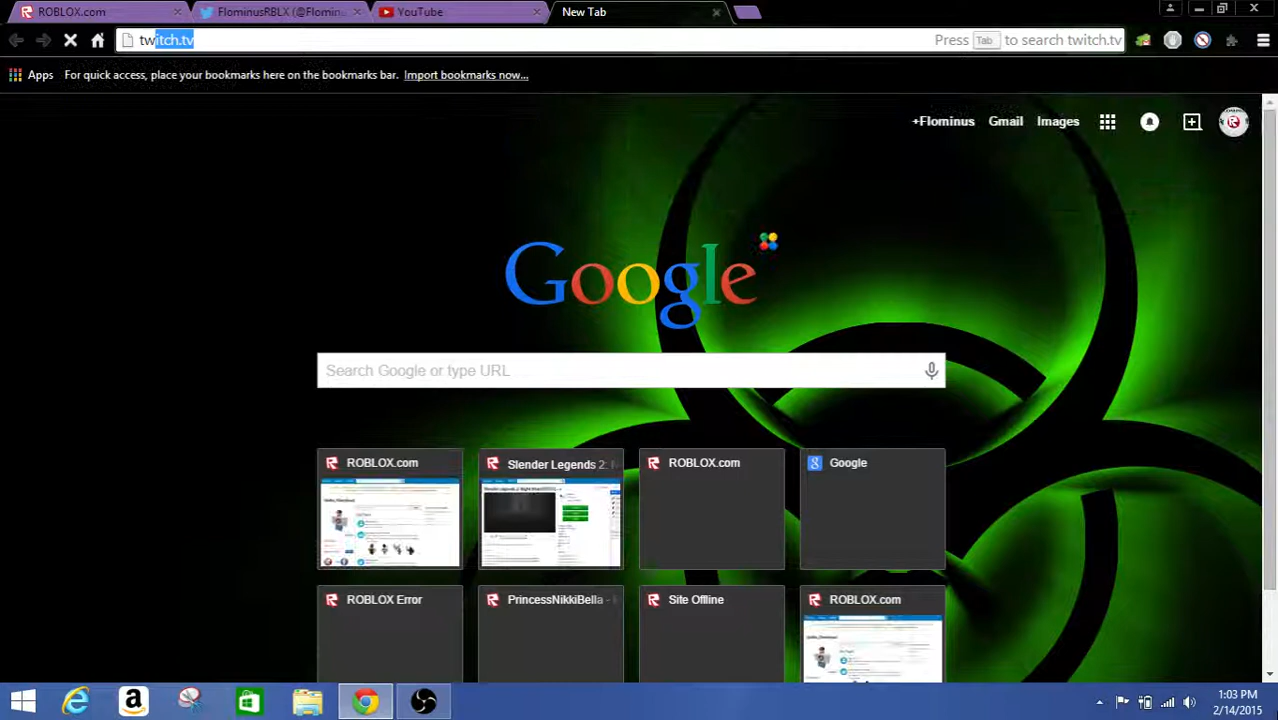 ROBLOX.com
FlominusRBLX (@Flomin
YouTube
New Tab
twitch.tv
Press Tab to search twitch.tv
Apps
For quick access, place your bookmarks here on the bookmarks bar. Import bookmarks now...
+Flominus
Gmail
Images
Google
Search Google or type URL
ROBLOX.com
Slender Legends 2:
ROBLOX.com
Google
ROBLOX Error
PrincessNikkiBella -
Site Offline
ROBLOX.com
1:03 PM
2/14/2015